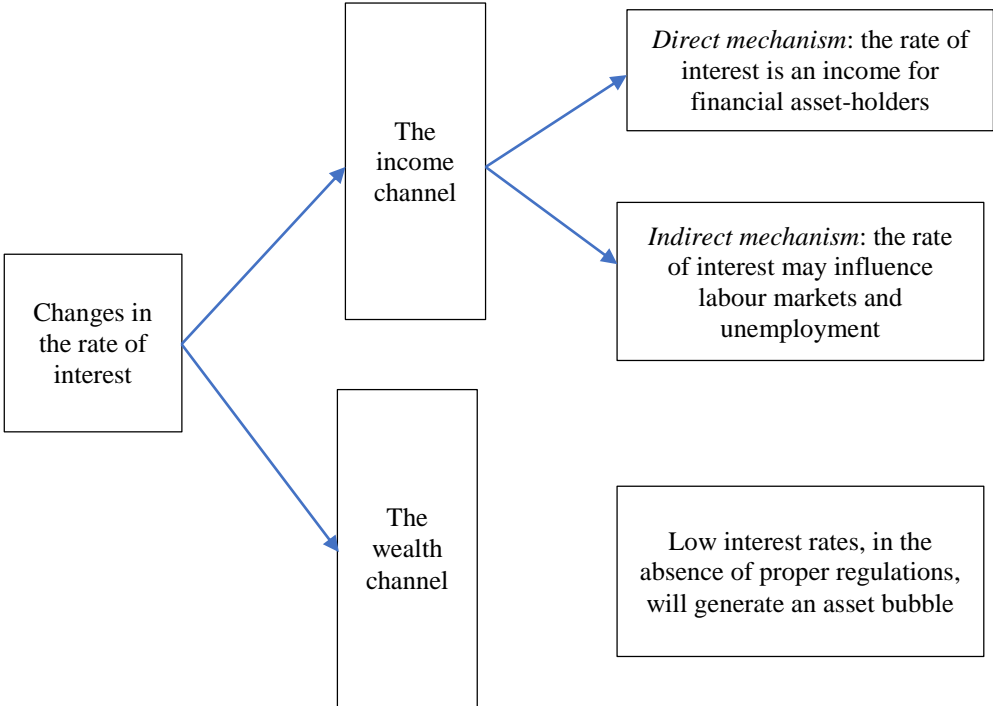 Direct mechanism: the rate of
interest is an income for
financial asset-holders
The
income
channel
Indirect mechanism: the rate
of interest may influence
labour markets and
unemployment
Changes in
the rate of
interest
The
wealth
channel
Low interest rates, in the
absence of proper regulations,
will generate an asset bubble